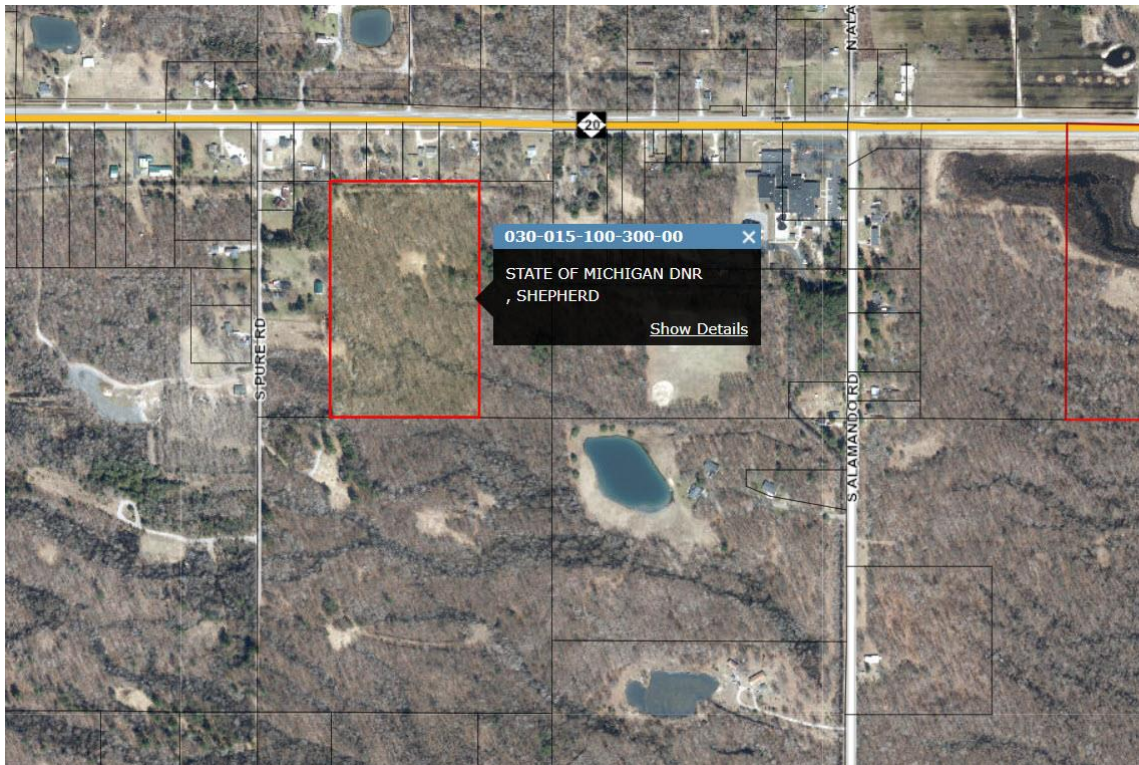 N ALA
20
030-015-100-300-00 ×
STATE OF MICHIGAN DNR
, SHEPHERD
Show Details
S PURE RD
S ALAMANDO RD